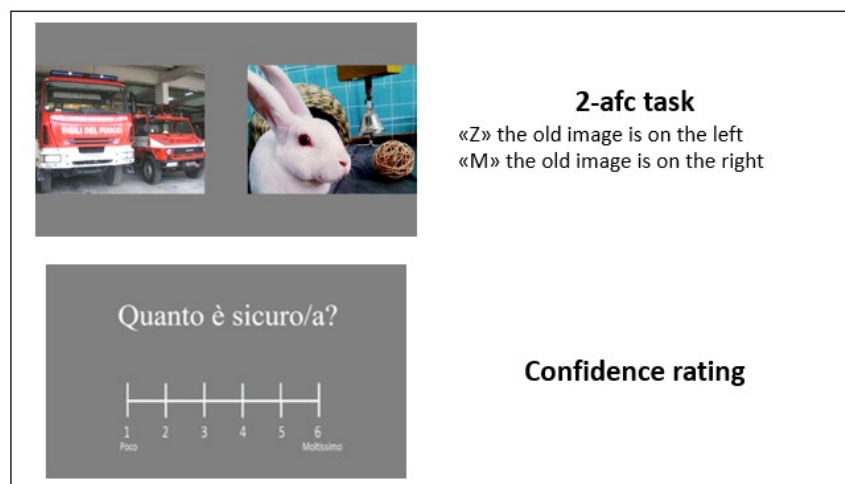 VIGILI DEL FUOCO
2-afc task
«Z» the old image is on the left
«M» the old image is on the right
Quanto è sicuro/a?
1 2 3 4 5 6
Poco Moltissimo
Confidence rating